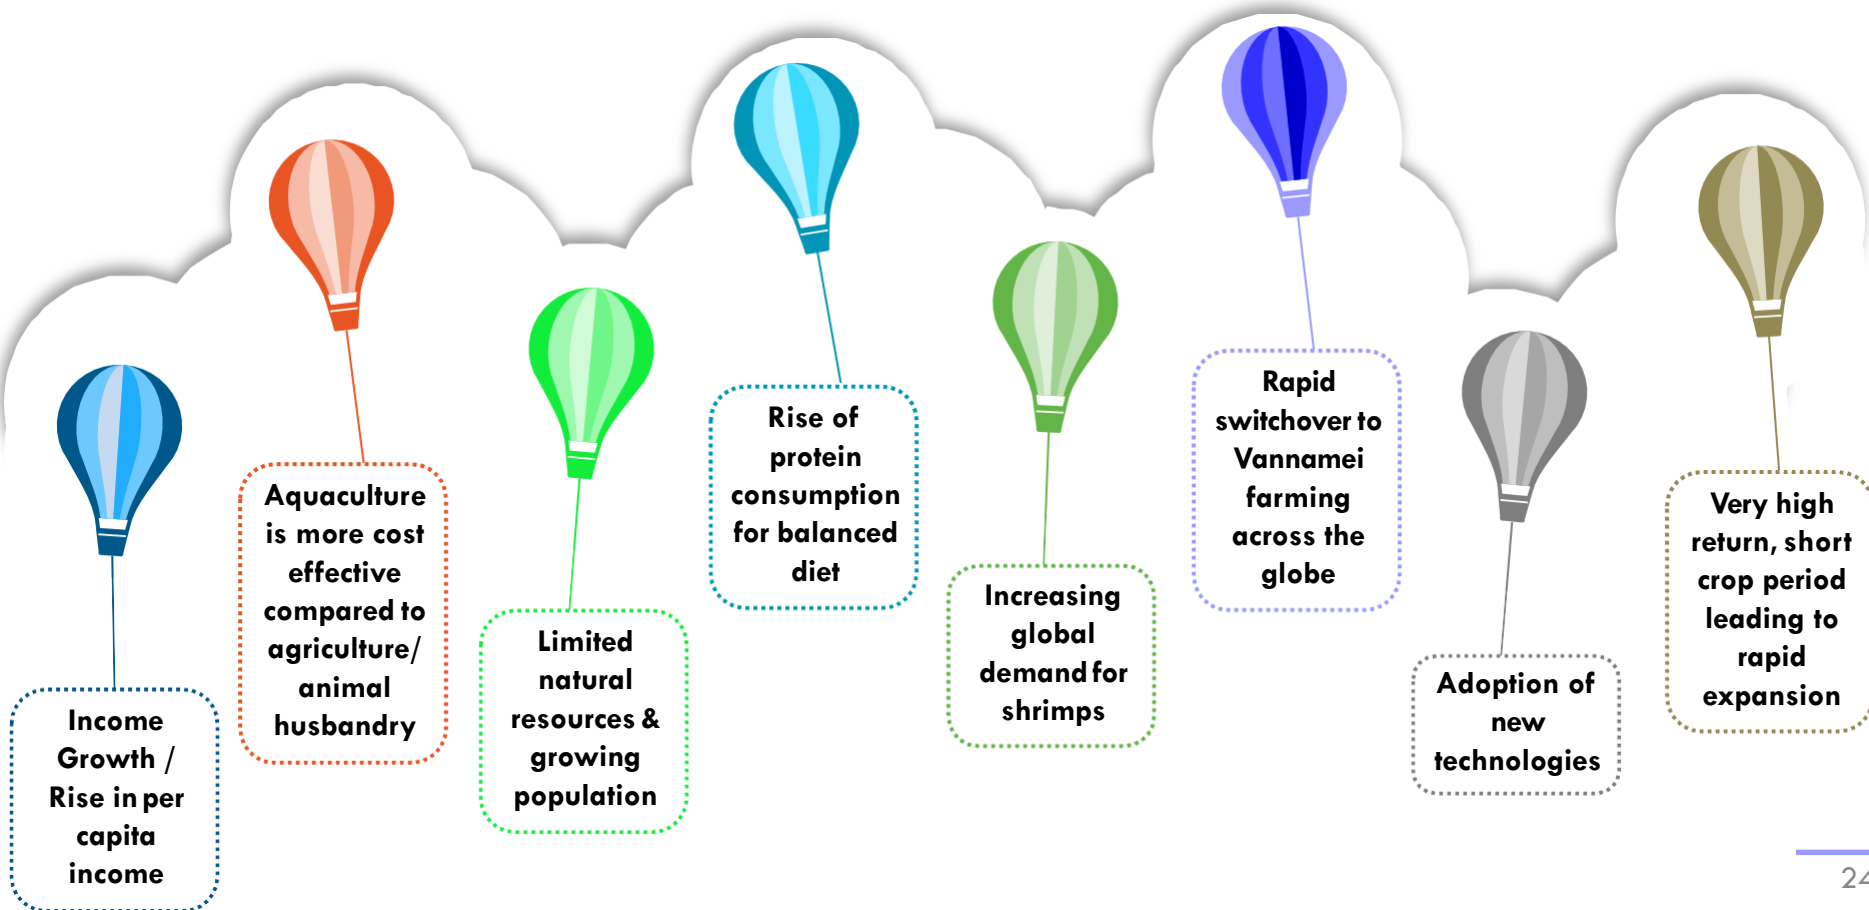 Income
Growth /
Rise in per
capita
income
Aquaculture
is more cost
effective
compared to
agriculture/
animal
husbandry
Limited
natural
resources &
growing
population
Rise of
protein
consumption
for balanced
diet
Increasing
global
demand for
shrimps
Rapid
switchover to
Vannamei
farming
across the
globe
Adoption of
new
technologies
Very high
return, short
crop period
leading to
rapid
expansion
24